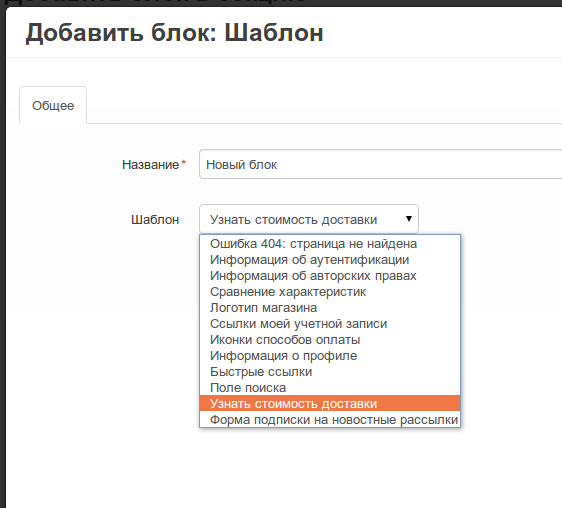 Добавить блок: Шаблон
Общее
Название* Новый блок
Шаблон Узнать стоимость доставки
Ошибка 404: страница не найдена
Информация об аутентификации
Информация об авторских правах
Сравнение характеристик
Логотип магазина
Ссылки моей учетной записи
Иконки способов оплаты
Информация о профиле
Быстрые ссылки
Поле поиска
Узнать стоимость доставки
Форма подписки на новостные рассылки